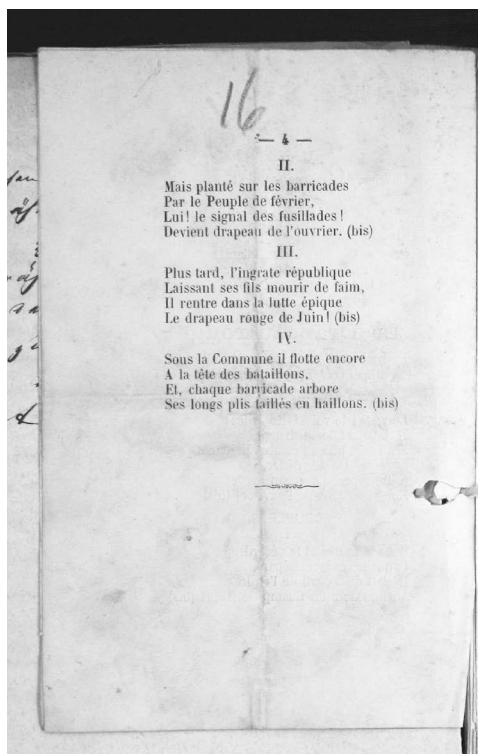 16
— 4 —
II.
Mais planté sur les barricades
Par le Peuple de février,
Lui! le signal des fusillades!
Devient drapeau de l'ouvrier. (bis)
III.
Plus tard, l'ingrate république
Laissant ses fils mourir de faim,
Il rentre dans la lutte épique
Le drapeau rouge de Juin! (bis)
IV.
Sous la Commune il flotte encore
A la tête des bataillons,
Et, chaque barricade arbore
Ses longs plis taillés en haillons. (bis)